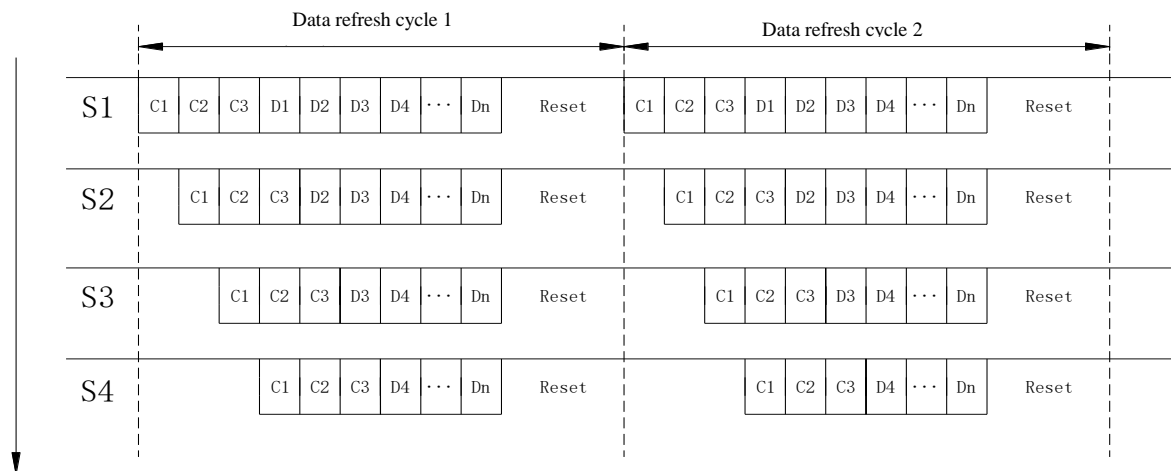 Data refresh cycle 1 Data refresh cycle 2
S1 C1 C2 C3 D1 D2 D3 D4 ··· Dn Reset C1 C2 C3 D1 D2 D3 D4 ··· Dn Reset
S2 C1 C2 C3 D2 D3 D4 ··· Dn Reset C1 C2 C3 D2 D3 D4 ··· Dn Reset
S3 C1 C2 C3 D3 D4 ··· Dn Reset C1 C2 C3 D3 D4 ··· Dn Reset
S4 C1 C2 C3 D4 ··· Dn Reset C1 C2 C3 D4 ··· Dn Reset